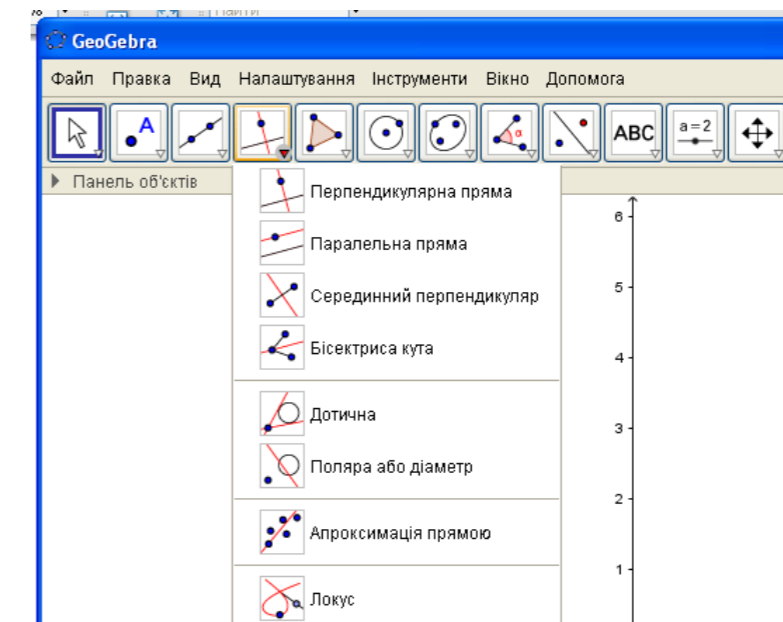 GeoGebra
Файл Правка Вид Налаштування Інструменти Вікно Допомога
A α ABC a=2
Панель об'єктів
Перпендикулярна пряма
Паралельна пряма
Серединний перпендикуляр
Бісектриса кута
Дотична
Поляра або діаметр
Апроксимація прямою
Локус
6
5
4
3
2
1